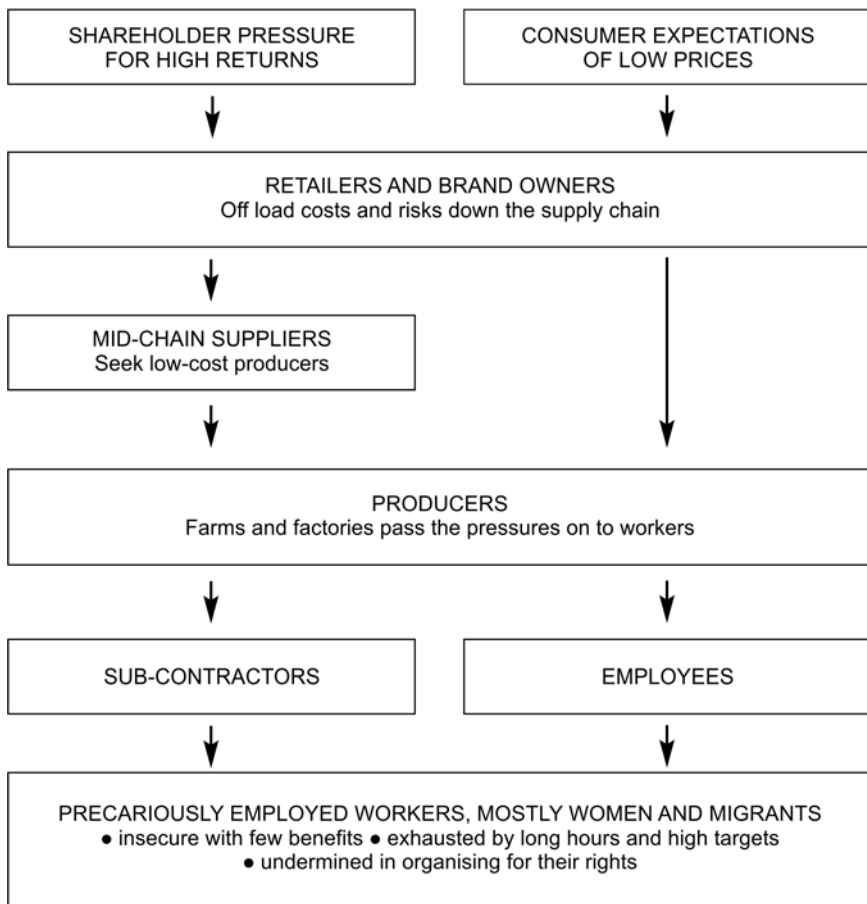 SHAREHOLDER PRESSURE
FOR HIGH RETURNS
CONSUMER EXPECTATIONS
OF LOW PRICES
RETAILERS AND BRAND OWNERS
Off load costs and risks down the supply chain
MID-CHAIN SUPPLIERS
Seek low-cost producers
PRODUCERS
Farms and factories pass the pressures on to workers
SUB-CONTRACTORS
EMPLOYEES
PRECARIOUSLY EMPLOYED WORKERS, MOSTLY WOMEN AND MIGRANTS
● insecure with few benefits ● exhausted by long hours and high targets
● undermined in organising for their rights